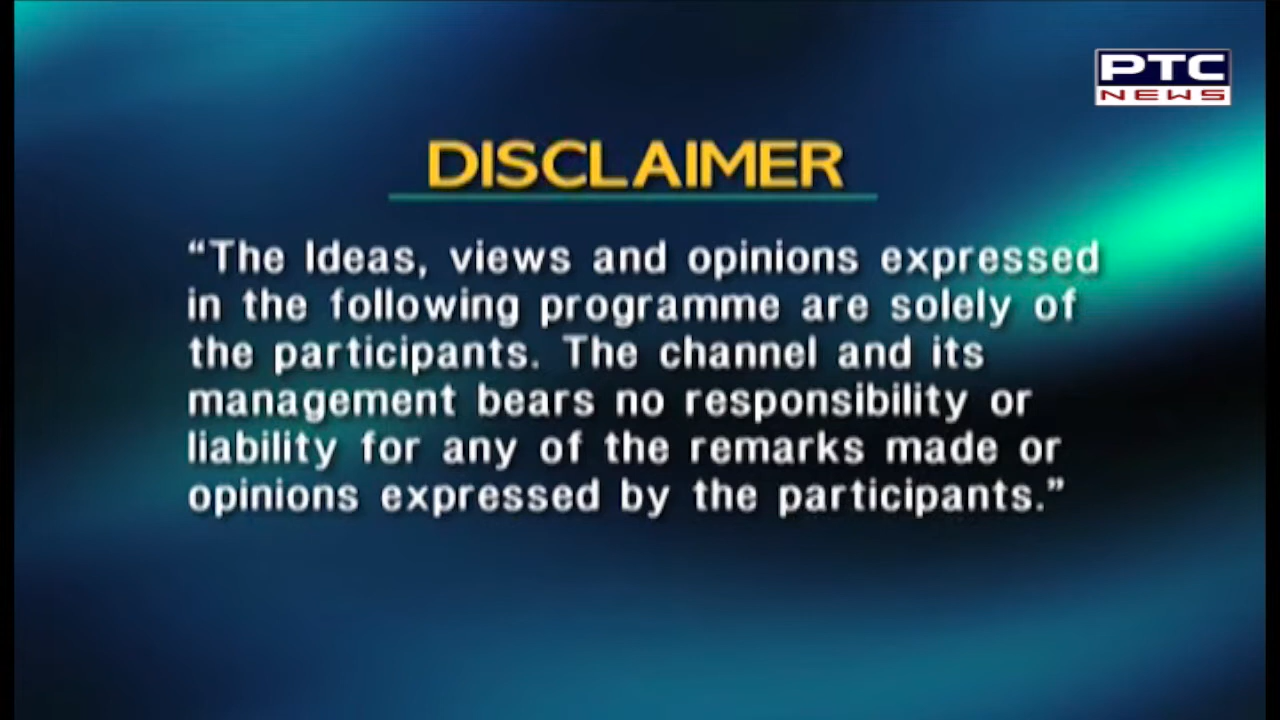 PTC
NEWS
DISCLAIMER
“The Ideas, views and opinions expressed
in the following programme are solely of
the participants. The channel and its
management bears no responsibility or
liability for any of the remarks made or
opinions expressed by the participants.”